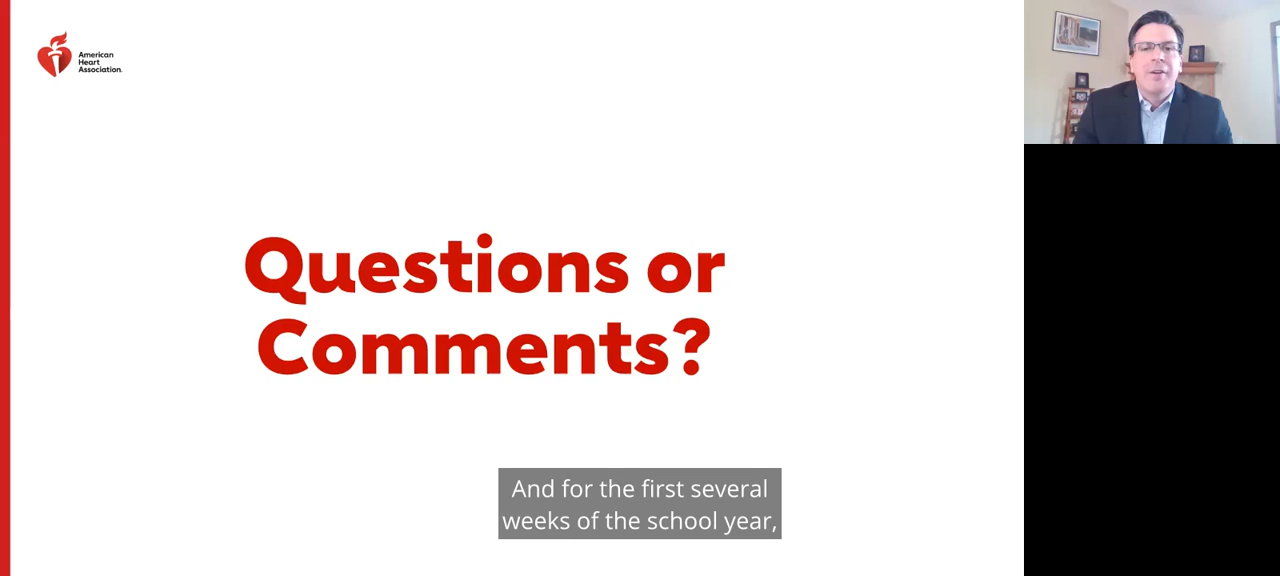 American
Heart
Association.
Questions or
Comments?
And for the first several
weeks of the school year,